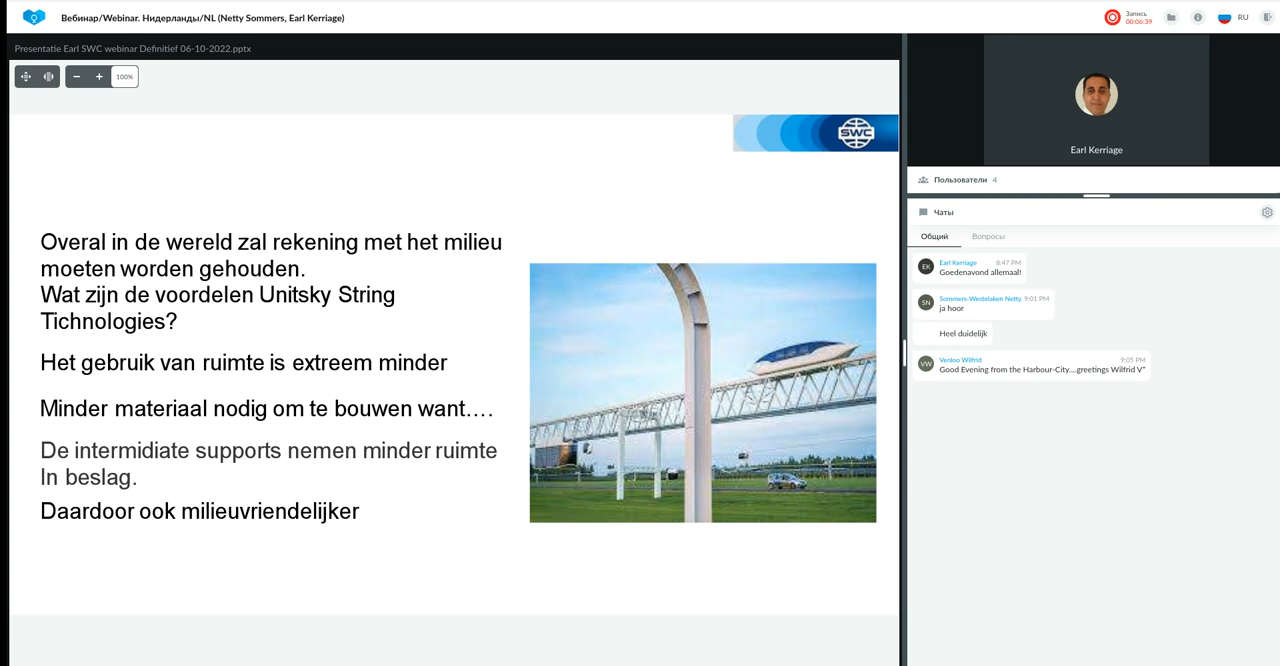 Вебинар/Webinar. Нидерланды/NL (Netty Sommers, Earl Kerriage)
Запись
00:06:39
RU
Presentatie Earl SWC webinar Definitief 06-10-2022.pptx
100%
SWC
Overal in de wereld zal rekening met het milieu
moeten worden gehouden.
Wat zijn de voordelen Unitsky String
Tichnologies?
Het gebruik van ruimte is extreem minder
Minder materiaal nodig om te bouwen want....
De intermidiate supports nemen minder ruimte
In beslag.
Daardoor ook milieuvriendelijker
Earl Kerriage
Пользователи 4
Чаты
Общий Вопросы
EK Earl Kerriage 8:47 PM
Goedenavond allemaal!
SN Sommers-Westelaken Netty 9:01 PM
ja hoor
Heel duidelijk
VW Venloo Wilfrid 9:05 PM
Good Evening from the Harbour-City....greetings Wilfrid V"